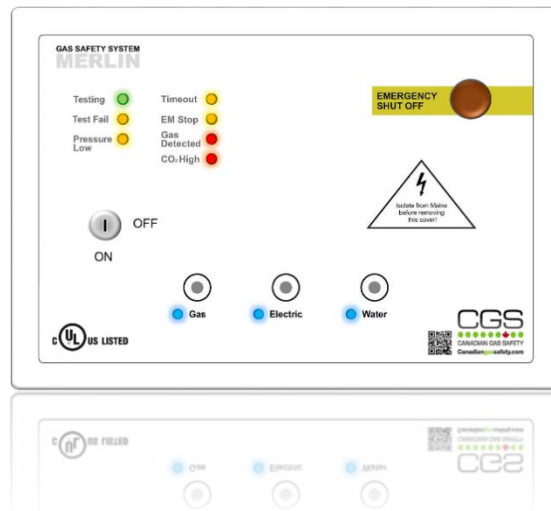 GAS SAFETY SYSTEM
MERLIN
Testing
Timeout
Test Fail
EM Stop
Pressure
Low
Gas
Detected
CO₂ High
EMERGENCY
SHUT OFF
Isolate from Mains
before removing
this cover!
OFF
ON
Gas
Electric
Water
c UL US LISTED
CGS
CANADIAN GAS SAFETY
Canadiangassafety.com